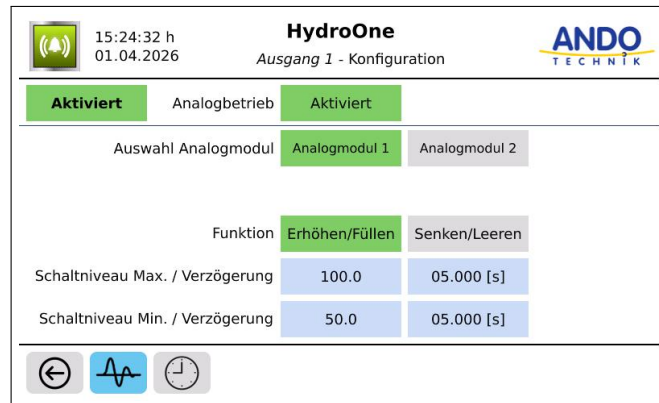 15:24:32 h
01.04.2026
HydroOne
Ausgang 1 - Konfiguration
ANDO
TECHNIK
Aktiviert Analogbetrieb Aktiviert
Auswahl Analogmodul Analogmodul 1 Analogmodul 2
Funktion Erhöhen/Füllen Senken/Leeren
Schaltniveau Max. / Verzögerung 100.0 05.000 [s]
Schaltniveau Min. / Verzögerung 50.0 05.000 [s]